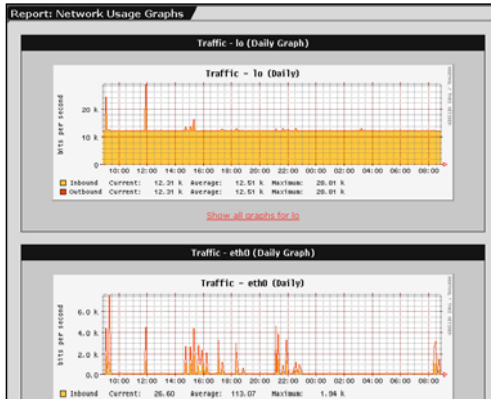 Report: Network Usage Graphs
Traffic - lo (Daily Graph)
Traffic - lo (Daily)
bits per second
20 k
10 k
0
10:00 12:00 14:00 16:00 18:00 20:00 22:00 00:00 02:00 04:00 06:00 08:00
Inbound Current: 12.31 k Average: 12.51 k Maximum: 28.81 k
Outbound Current: 12.31 k Average: 12.51 k Maximum: 28.81 k
Show all graphs for lo
Traffic - eth0 (Daily Graph)
Traffic - eth0 (Daily)
bits per second
6.0 k
4.0 k
2.0 k
0.0
10:00 12:00 14:00 16:00 18:00 20:00 22:00 00:00 02:00 04:00 06:00 08:00
Inbound Current: 26.60 Average: 113.07 Maximum: 1.94 k